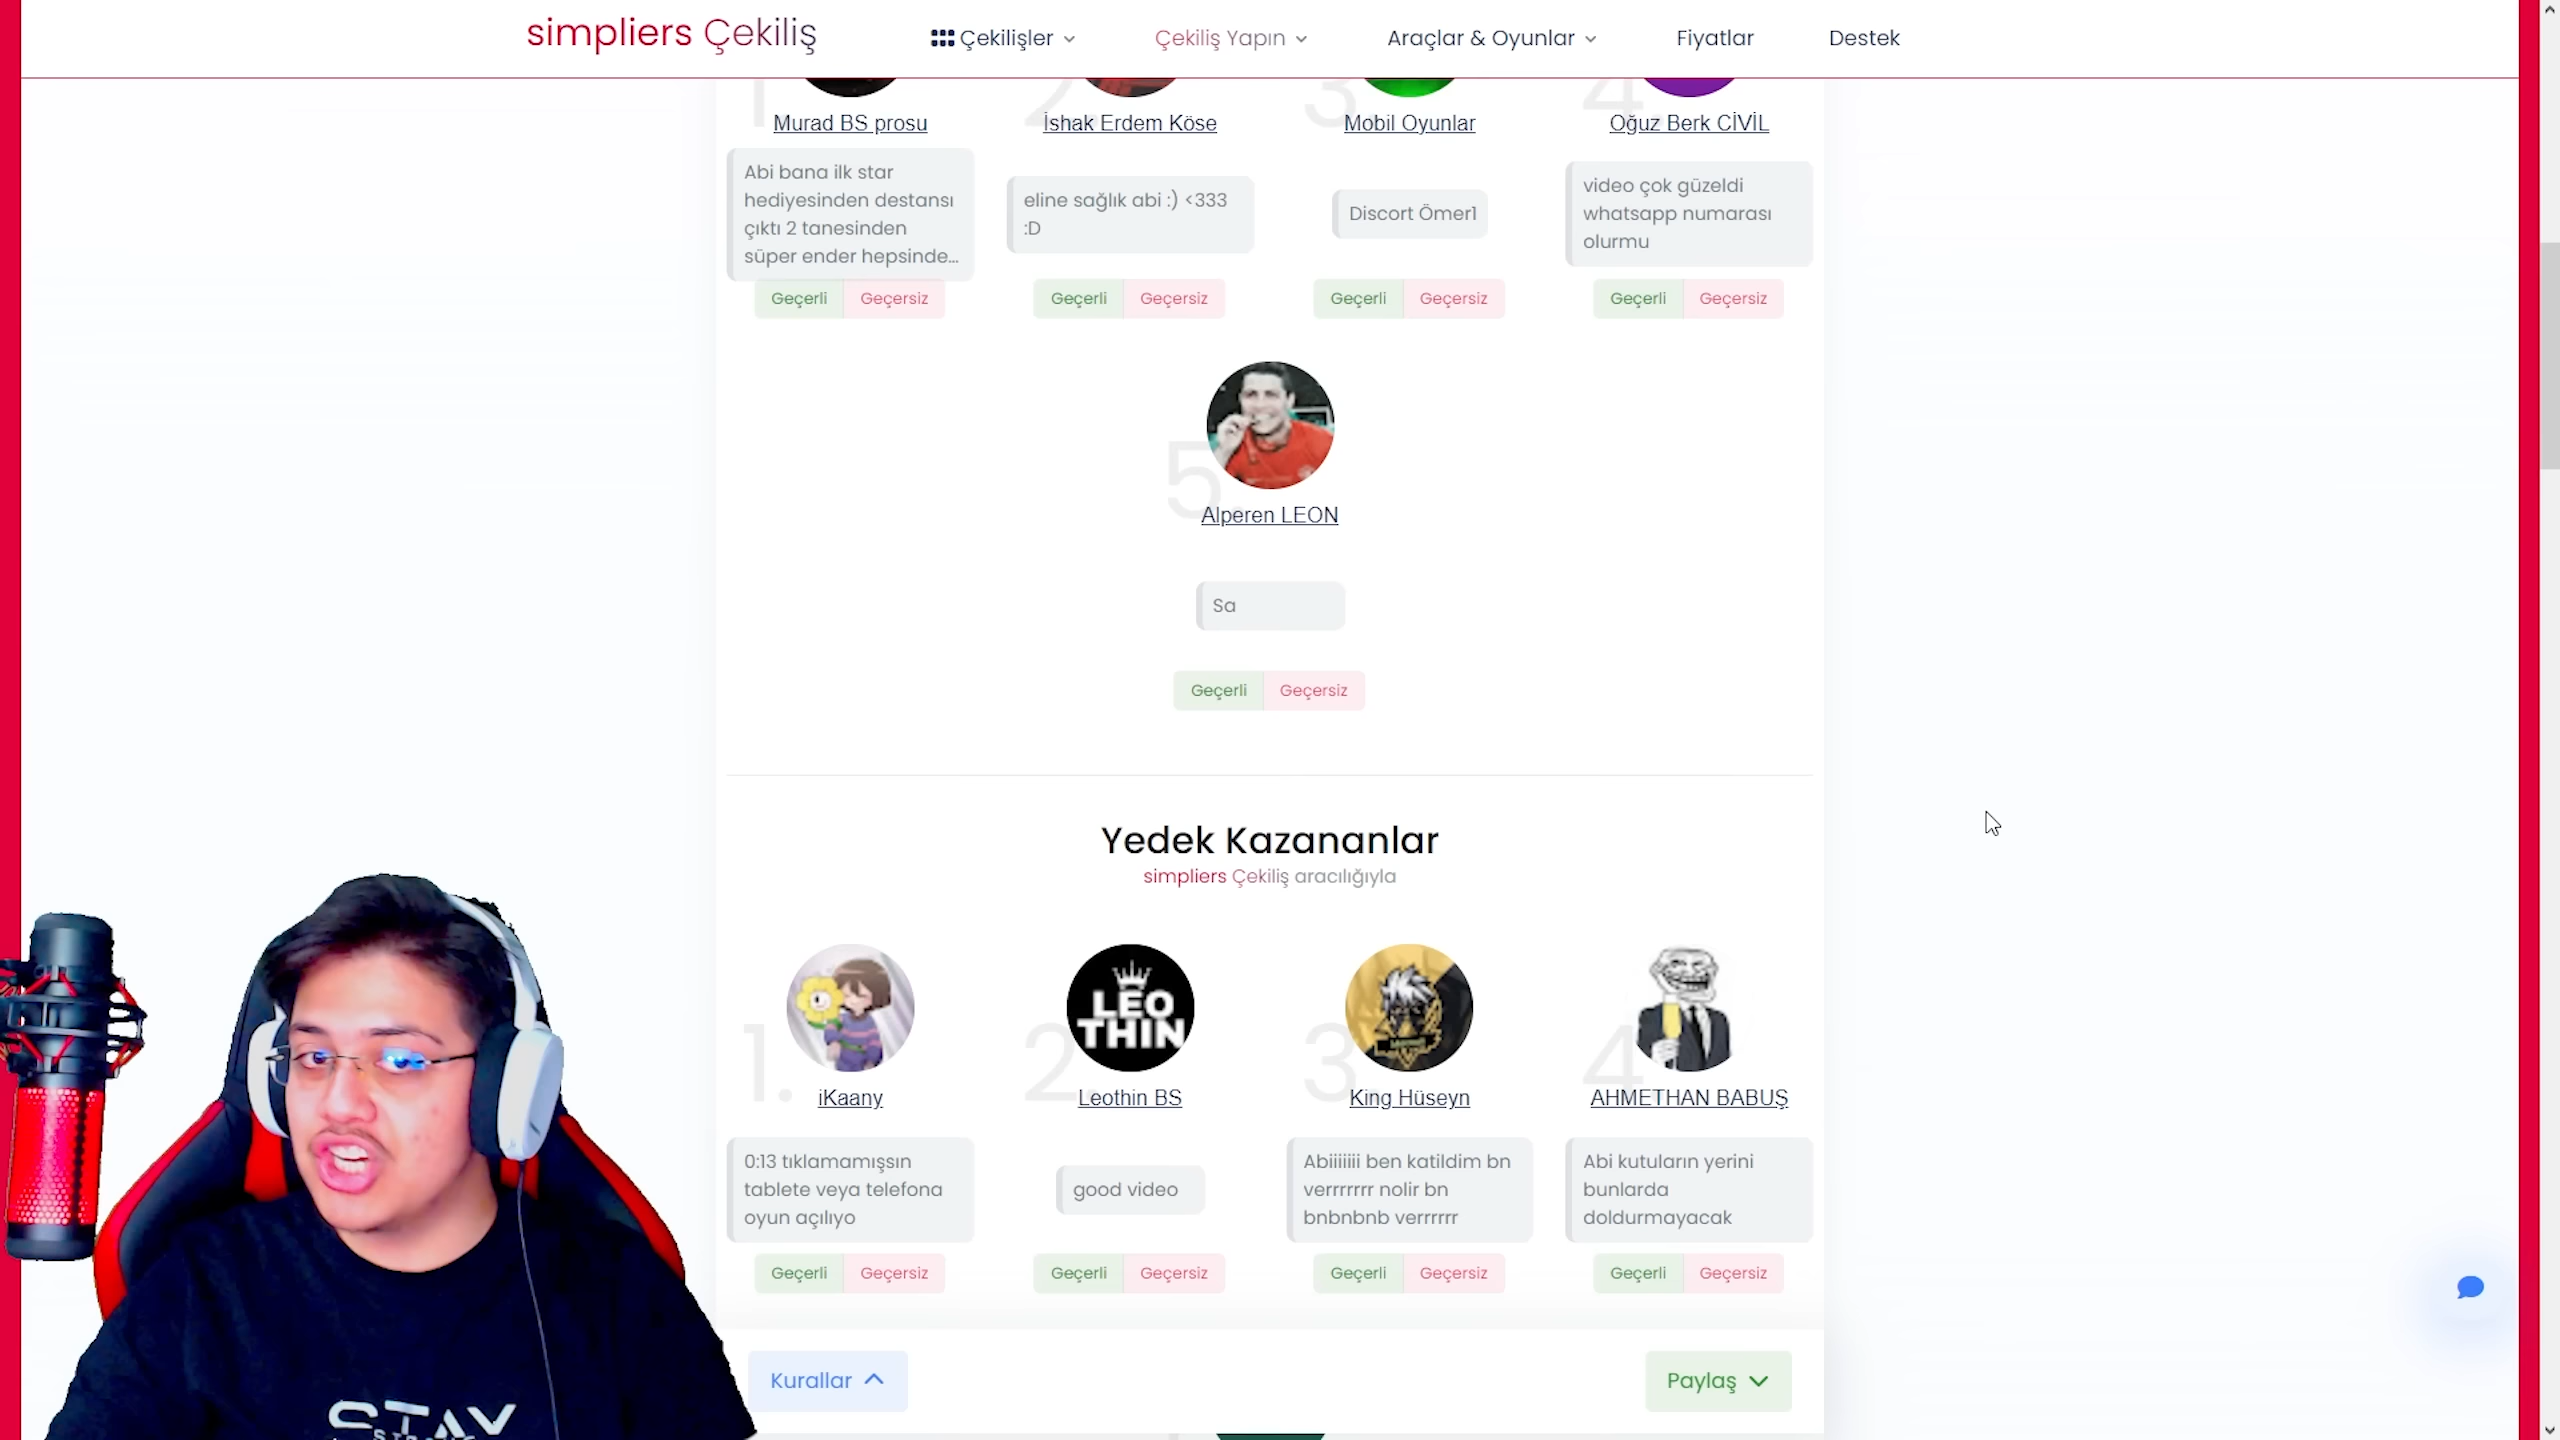 simpliers Çekiliş
Çekilişler
Çekiliş Yapın
Araçlar & Oyunlar
Fiyatlar
Destek
1
2
3
4
Murad BS prosu
İshak Erdem Köse
Mobil Oyunlar
Oğuz Berk CİVİL
Abi bana ilk star
hediyesinden destansı
çıktı 2 tanesinden
süper ender hepsinde...
eline sağlık abi :) <333
:D
Discort Ömer1
video çok güzeldi
whatsapp numarası
olurmu
Geçerli Geçersiz
Geçerli Geçersiz
Geçerli Geçersiz
Geçerli Geçersiz
5.
Alperen LEON
Sa
Geçerli Geçersiz
Yedek Kazananlar
simpliers Çekiliş aracılığıyla
1.
2.
LEO
THIN
3.
4
iKaany
Leothin BS
King Hüseyn
AHMETHAN BABUŞ
0:13 tıklamamışsın
tablete veya telefona
oyun açılıyo
good video
Abiiiiiiii ben katildim bn
verrrrrrr nolir bn
bnbnbnb verrrrrr
Abi kutuların yerini
bunlarda
doldurmayacak
Geçerli Geçersiz
Geçerli Geçersiz
Geçerli Geçersiz
Geçerli Geçersiz
Kurallar
Paylaş
STAY